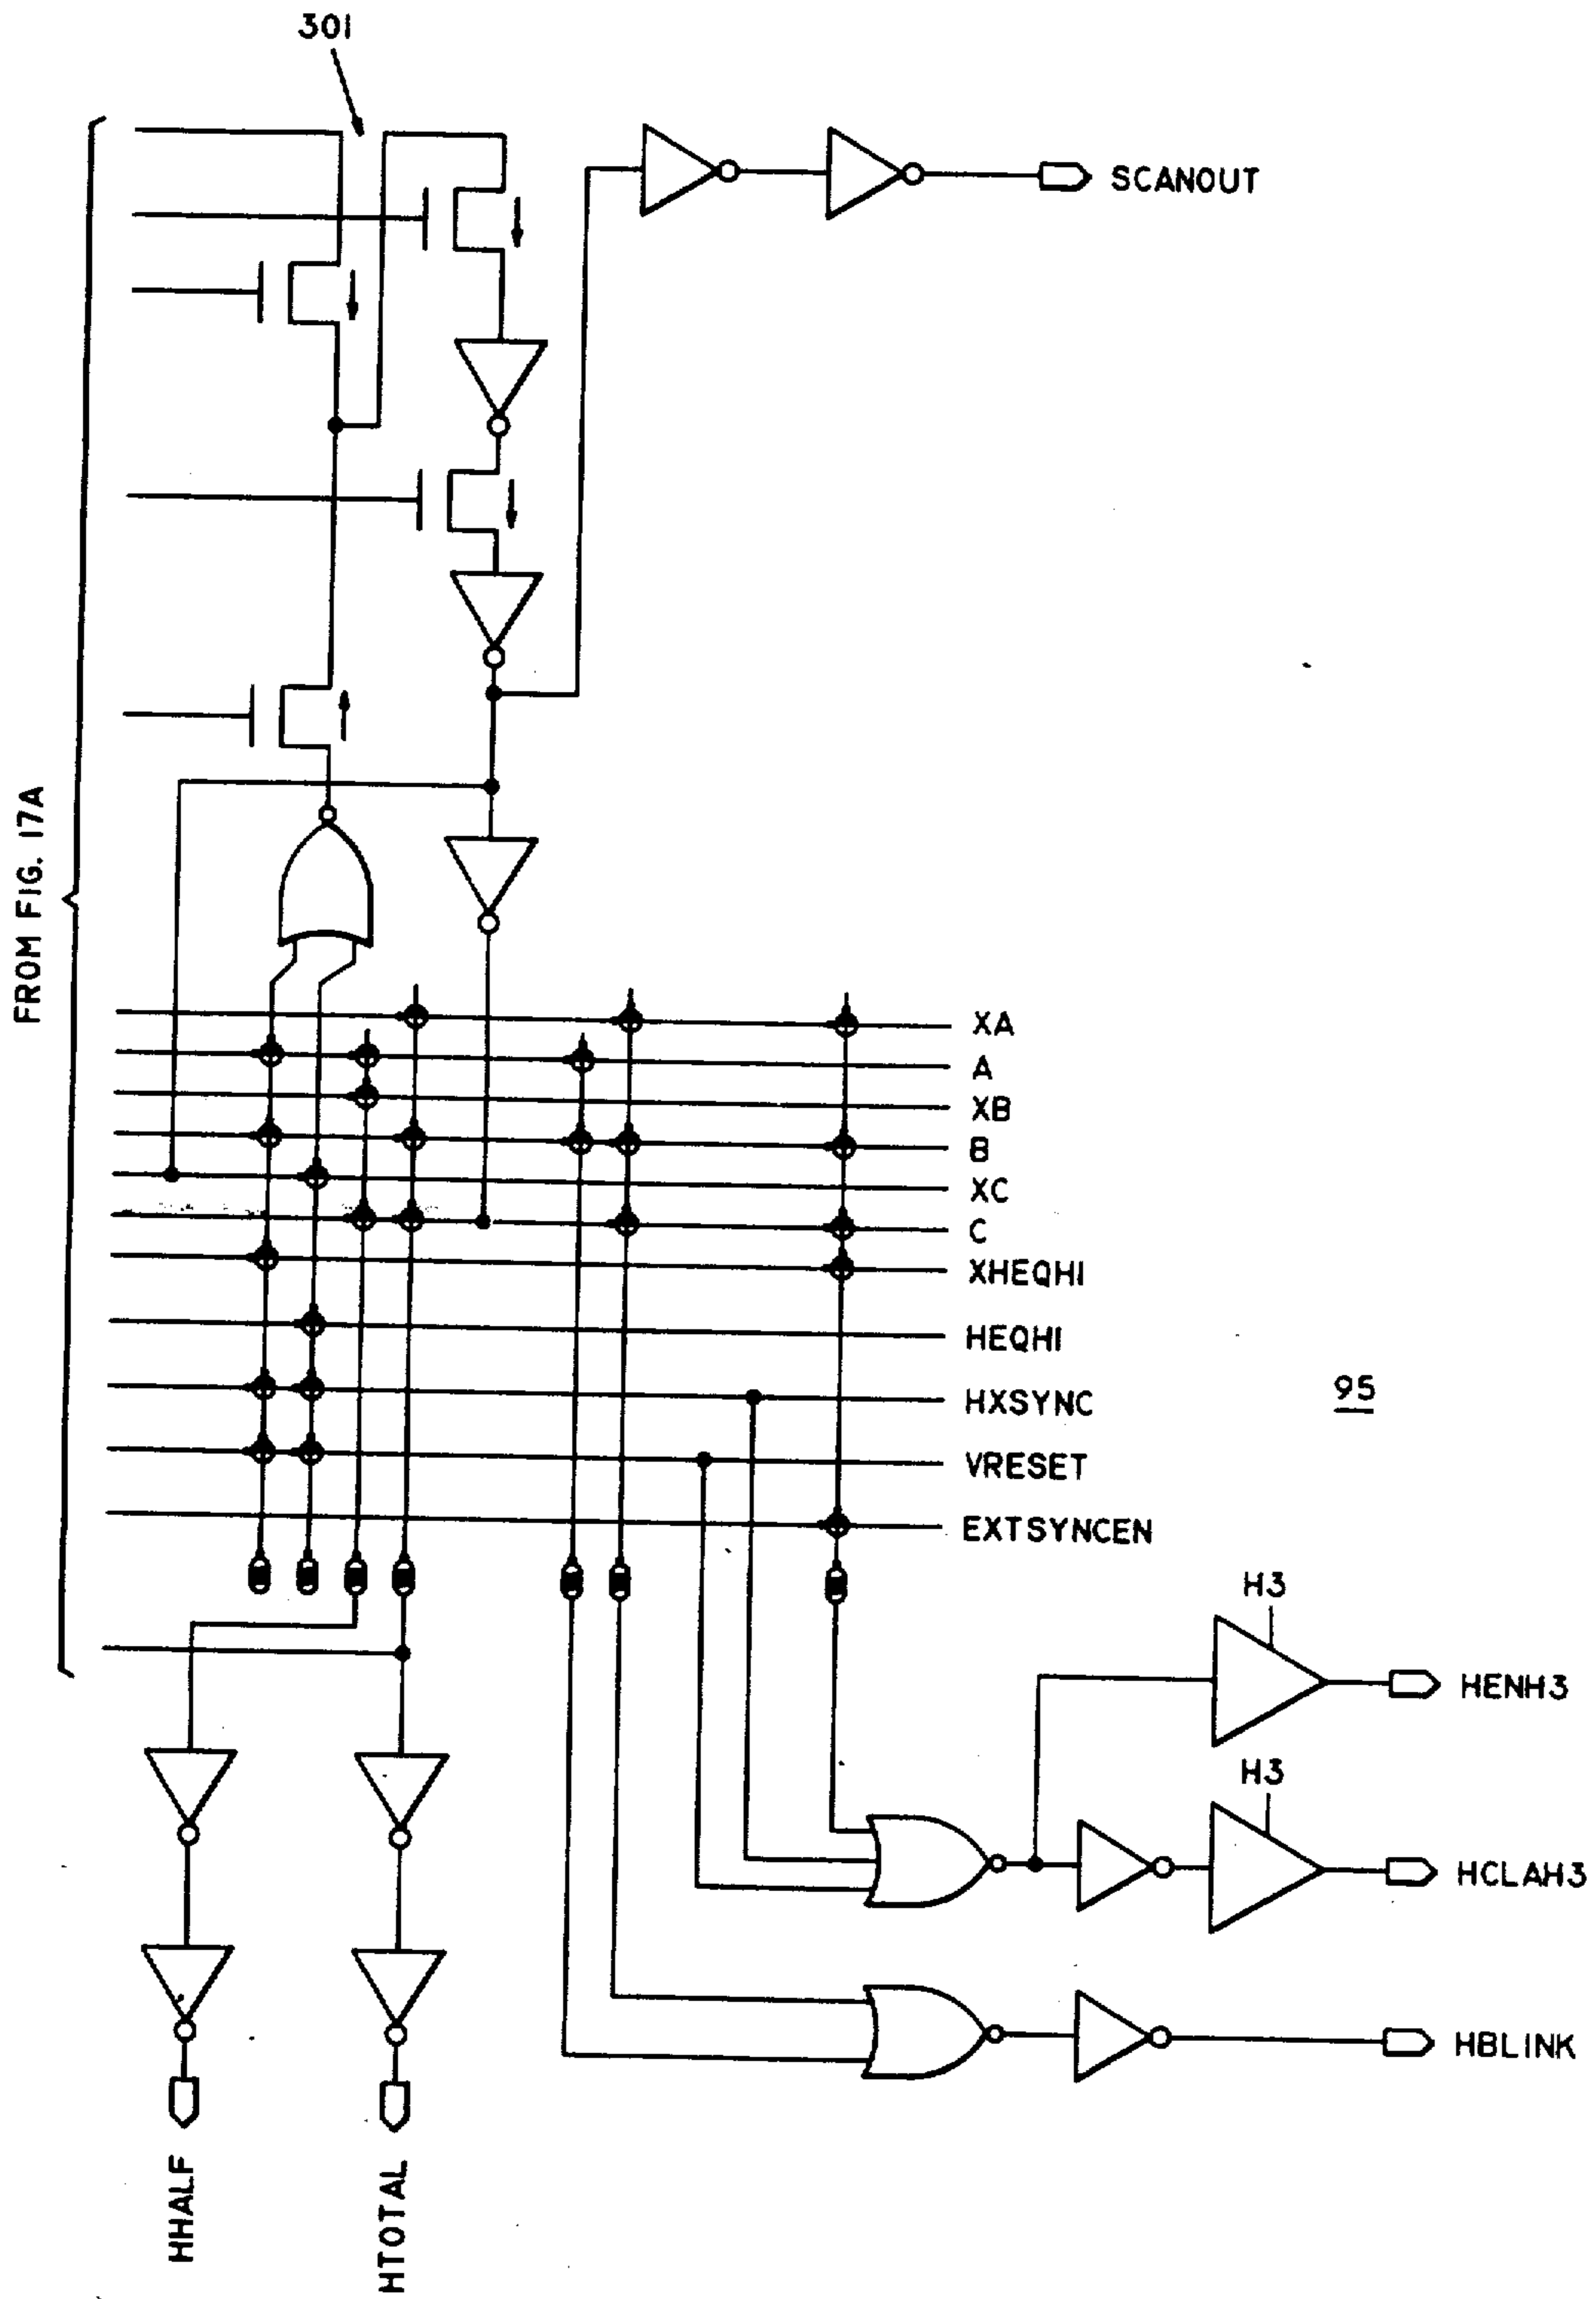 301
SCANOUT
FROM FIG. 17A
XA
A
XB
B
XC
C
XHEQHI
HEQHI
HXSYNC
95
VRESET
EXTSYNCEN
H3
HENH3
H3
HCLAH3
HBLINK
HHALF
HTOTAL